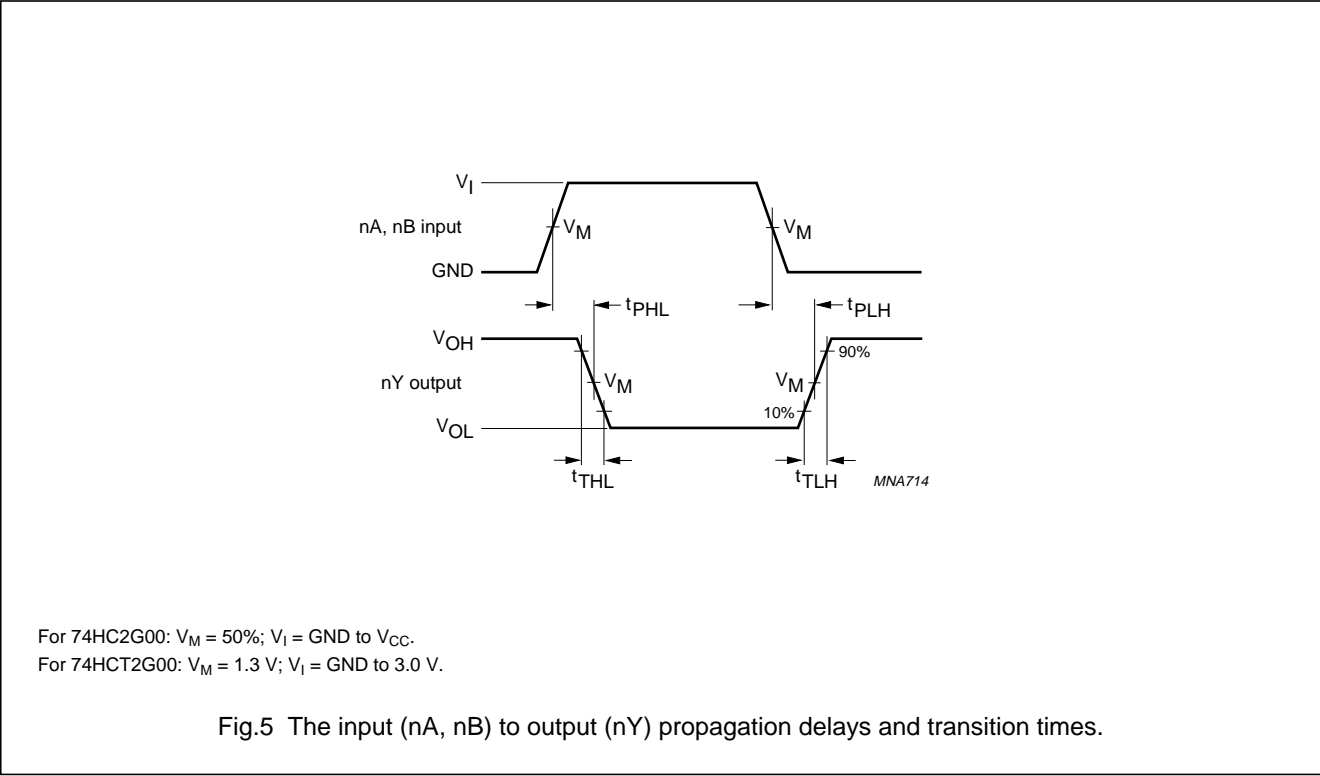 VI
nA, nB input
VM
VM
GND
tPHL
tPLH
VOH
90%
nY output
VM
VM
10%
VOL
tTHL
tTLH
MNA714
For 74HC2G00: VM = 50%; VI = GND to VCC.
For 74HCT2G00: VM = 1.3 V; VI = GND to 3.0 V.
Fig.5 The input (nA, nB) to output (nY) propagation delays and transition times.